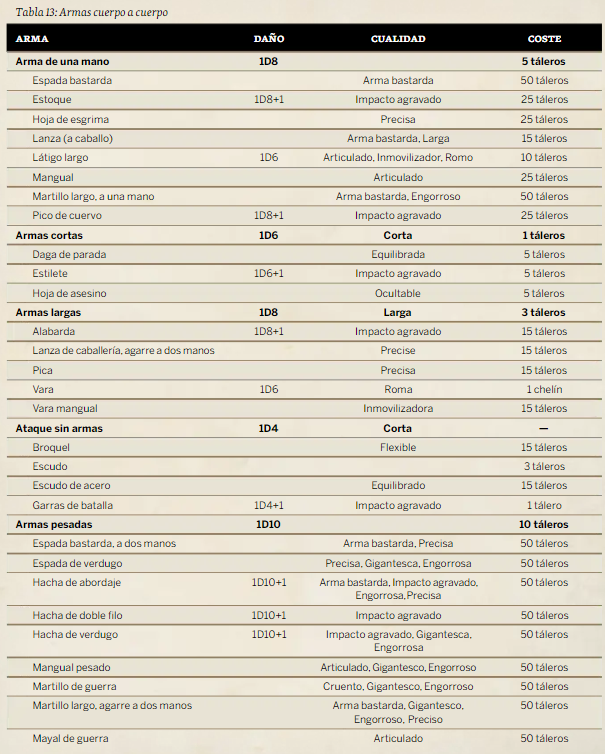 Tabla 13: Armas cuerpo a cuerpo
ARMA DAÑO CUALIDAD COSTE
Arma de una mano 1D8 5 táleros
Espada bastarda Arma bastarda 50 táleros
Estoque 1D8+1 Impacto agravado 25 táleros
Hoja de esgrima Precisa 25 táleros
Lanza (a caballo) Arma bastarda, Larga 15 táleros
Látigo largo 1D6 Articulado, Inmovilizador, Romo 10 táleros
Mangual Articulado 25 táleros
Martillo largo, a una mano Arma bastarda, Engorroso 50 táleros
Pico de cuervo 1D8+1 Impacto agravado 25 táleros
Armas cortas 1D6 Corta 1 táleros
Daga de parada Equilibrada 5 táleros
Estilete 1D6+1 Impacto agravado 5 táleros
Hoja de asesino Ocultable 5 táleros
Armas largas 1D8 Larga 3 táleros
Alabarda 1D8+1 Impacto agravado 15 táleros
Lanza de caballería, agarre a dos manos Precise 15 táleros
Pica Precisa 15 táleros
Vara 1D6 Roma 1 chelín
Vara mangual Inmovilizadora 15 táleros
Ataque sin armas 1D4 Corta —
Broquel Flexible 15 táleros
Escudo 3 táleros
Escudo de acero Equilibrado 15 táleros
Garras de batalla 1D4+1 Impacto agravado 1 tálero
Armas pesadas 1D10 10 táleros
Espada bastarda, a dos manos Arma bastarda, Precisa 50 táleros
Espada de verdugo Precisa, Gigantesca, Engorrosa 50 táleros
Hacha de abordaje 1D10+1 Arma bastarda, Impacto agravado, 50 táleros
Engorrosa,Precisa
Hacha de doble filo 1D10+1 Impacto agravado 50 táleros
Hacha de verdugo 1D10+1 Impacto agravado, Gigantesca, 50 táleros
Engorrosa
Mangual pesado Articulado, Gigantesco, Engorroso 50 táleros
Martillo de guerra Cruento, Gigantesco, Engorroso 50 táleros
Martillo largo, agarre a dos manos Arma bastarda, Gigantesco, 50 táleros
Engorroso, Preciso
Mayal de guerra Articulado 50 táleros